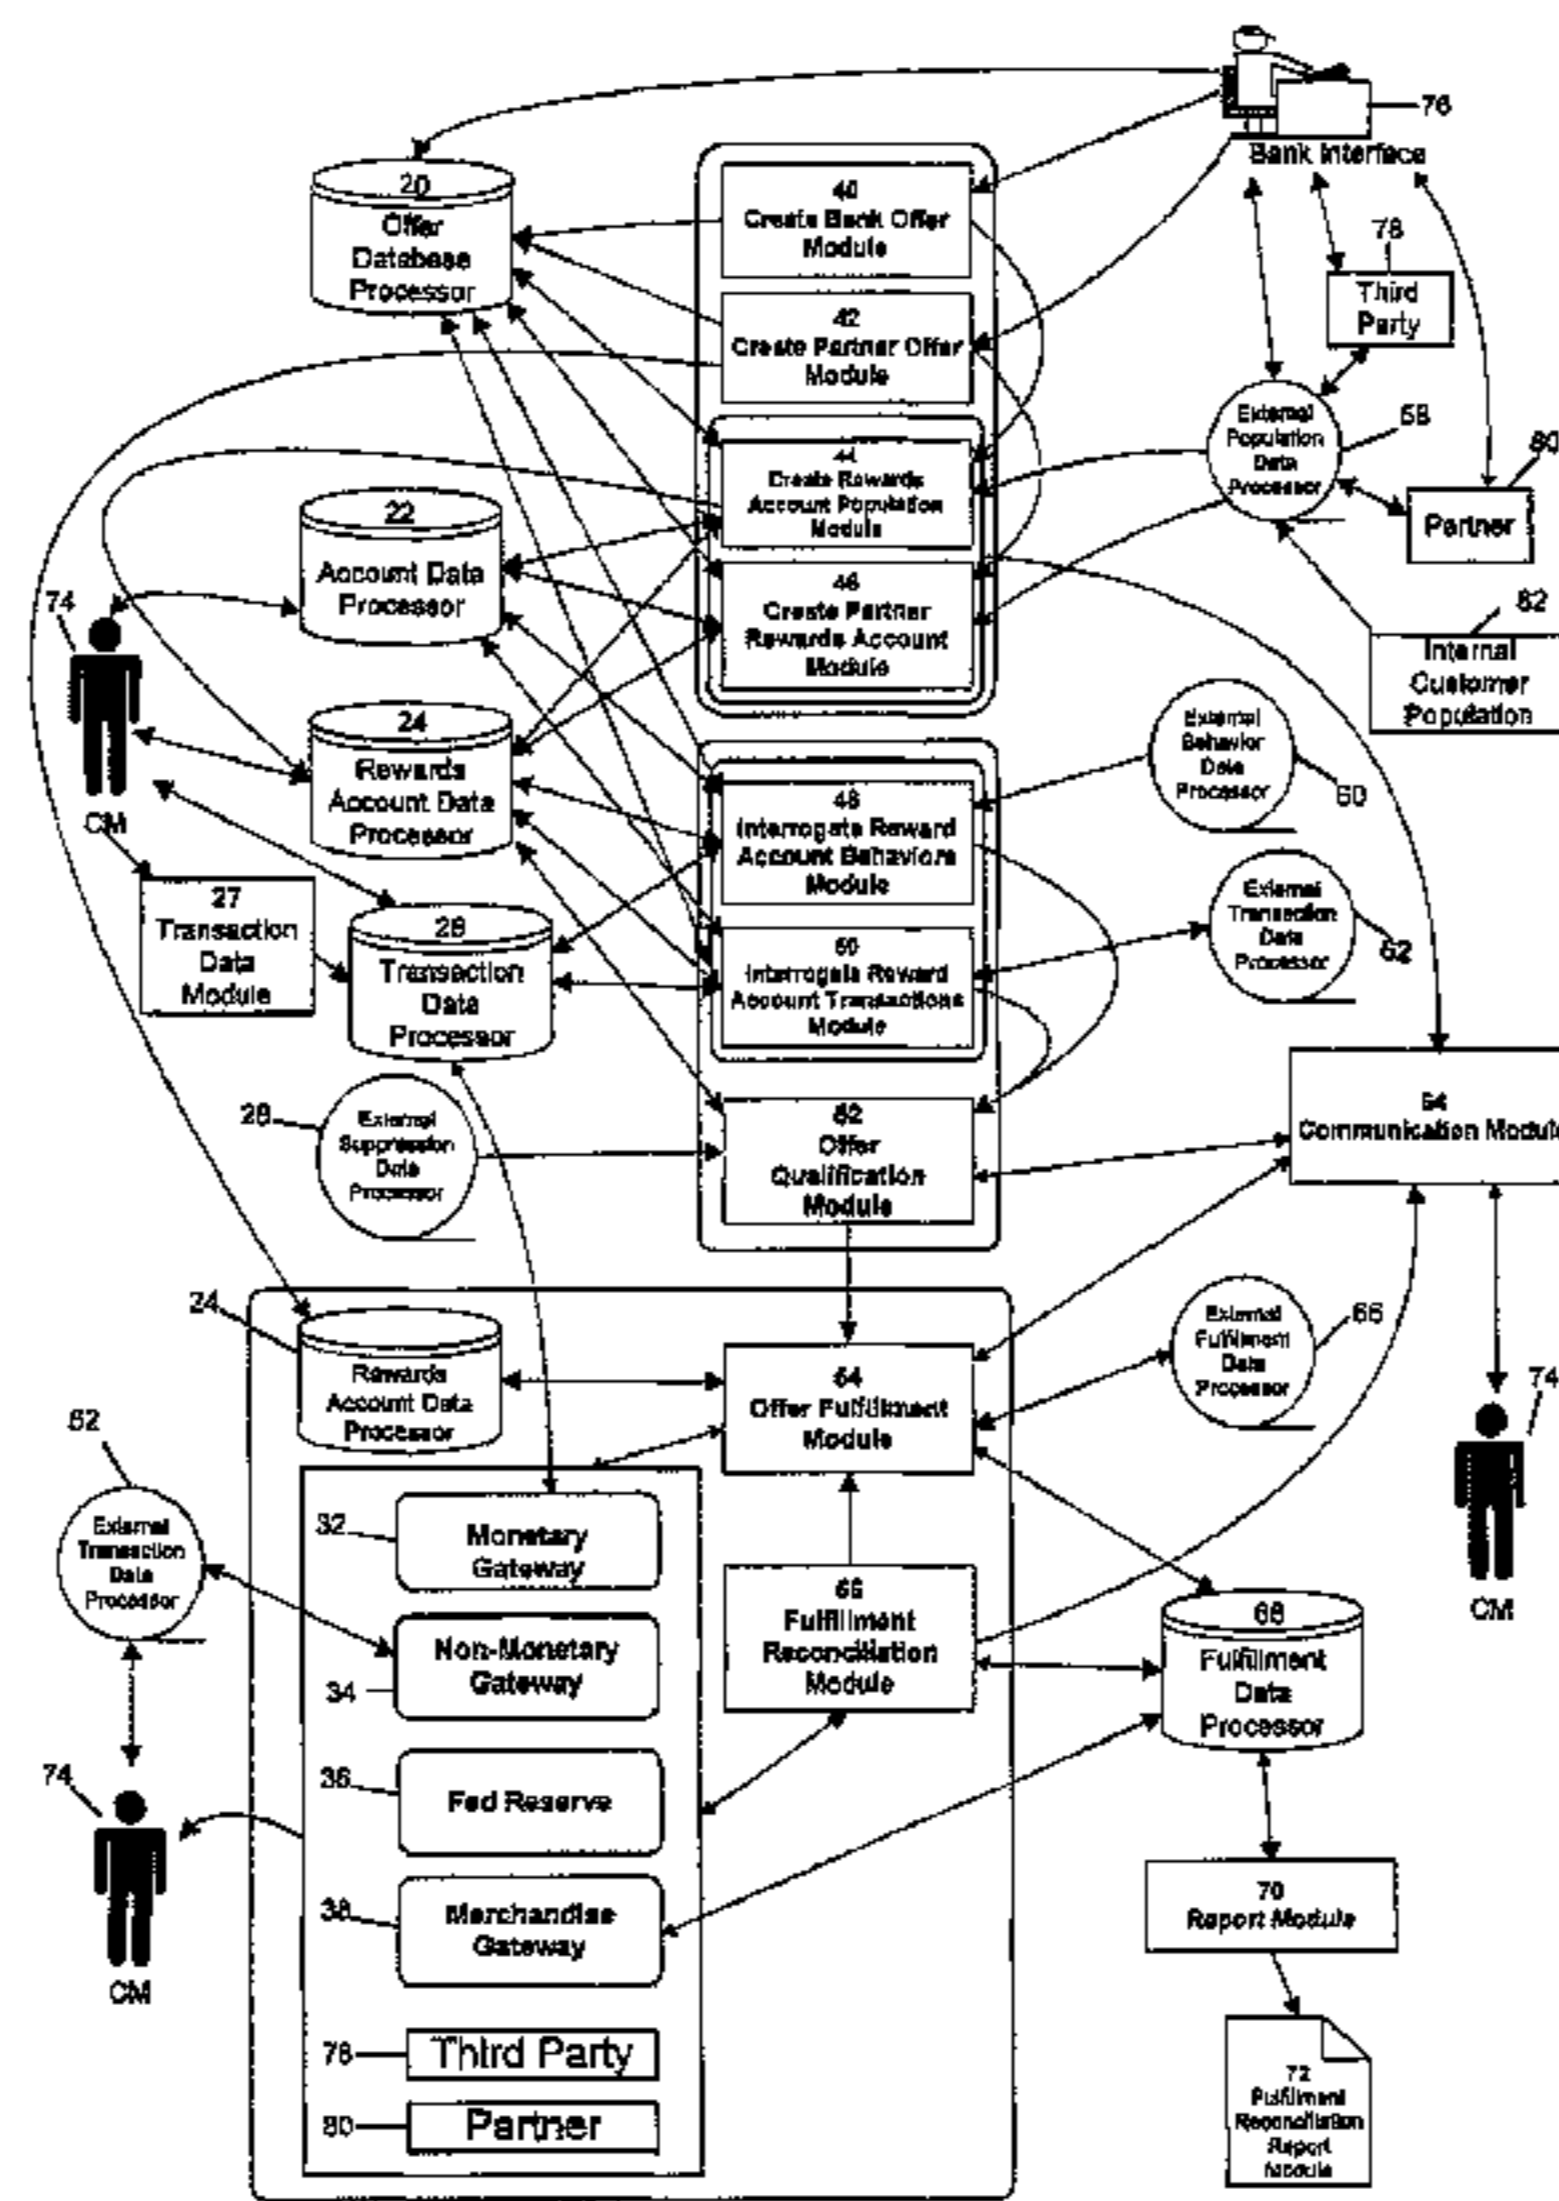 76
Bank Interface
20
Offer
Database
Processor
40
Create Bank Offer
Module
78
Third
Party
42
Create Partner Offer
Module
External
Population
Data
Processor
58
80
Partner
44
Create Rewards
Account Population
Module
22
Account Data
Processor
46
Create Partner
Rewards Account
Module
74
CM
82
Internal
Customer
Population
24
Rewards
Account Data
Processor
External
Behavior
Data
Processor
60
48
Interrogate Reward
Account Behaviors
Module
27
Transaction
Data
Module
26
Transaction
Data
Processor
External
Transaction
Data
Processor
62
50
Interrogate Reward
Account Transactions
Module
28
External
Suppression
Data
Processor
52
Offer
Qualification
Module
64
Communication Module
24
Rewards
Account Data
Processor
54
Offer Fulfillment
Module
External
Fulfilment
Data
Processor
66
74
CM
62
External
Transaction
Data
Processor
32
Monetary
Gateway
34
Non-Monetary
Gateway
56
Fulfillment
Reconciliation
Module
68
Fulfillment
Data
Processor
36
Fed Reserve
74
CM
38
Merchandise
Gateway
70
Report Module
78
Third Party
80
Partner
72
Fulfilment
Reconciliation
Report
Module